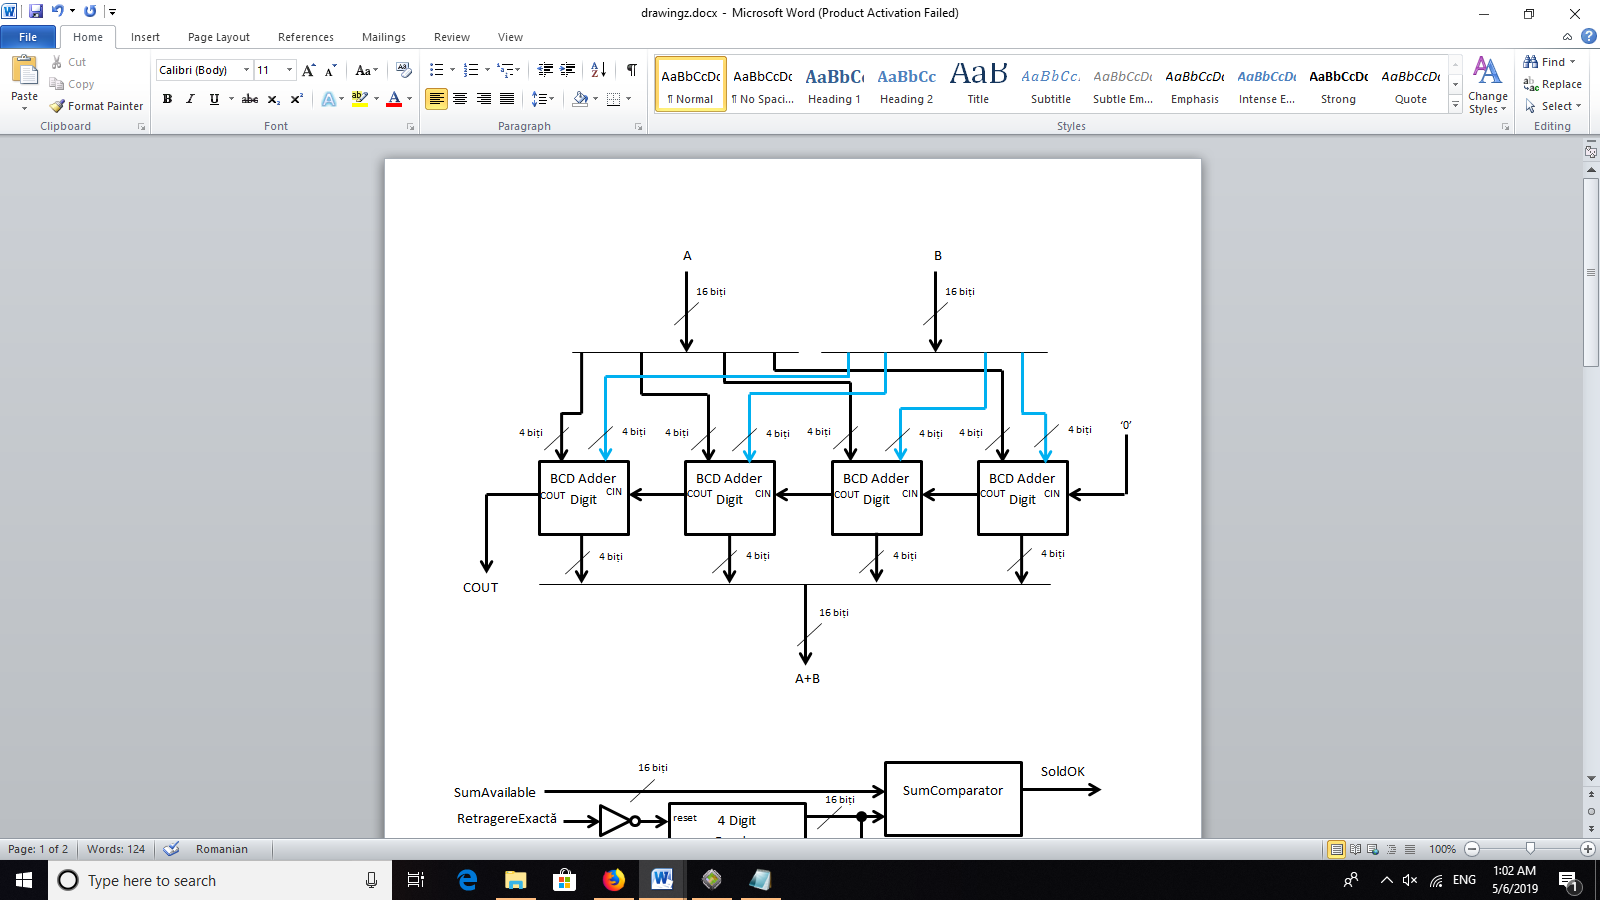 drawingz.docx - Microsoft Word (Product Activation Failed)
File Home Insert Page Layout References Mailings Review View
Paste
Cut
Copy
Format Painter
Clipboard
Calibri (Body) 11
Font
Paragraph
AaBbCcDc AaBbCcDc AaBbC AaBbCc AaB AaBbCc. AaBbCcDc AaBbCcDc AaBbCcDc AaBbCcDc AaBbCcDc
¶ Normal ¶ No Spaci... Heading 1 Heading 2 Title Subtitle Subtle Em... Emphasis Intense E... Strong Quote
Change Styles
Styles
Find
Replace
Select
Editing
A B
16 biți 16 biți
4 biți 4 biți 4 biți 4 biți 4 biți 4 biți 4 biți 4 biți '0'
BCD Adder BCD Adder BCD Adder BCD Adder
COUT Digit CIN COUT Digit CIN COUT Digit CIN COUT Digit CIN
4 biți 4 biți 4 biți 4 biți
COUT
16 biți
A+B
16 biți
SoldOK
SumAvailable
SumComparator
16 biți
RetragereExactă
reset 4 Digit
Page: 1 of 2 Words: 124 Romanian 100%
Type here to search
ENG
1:02 AM
5/6/2019
1